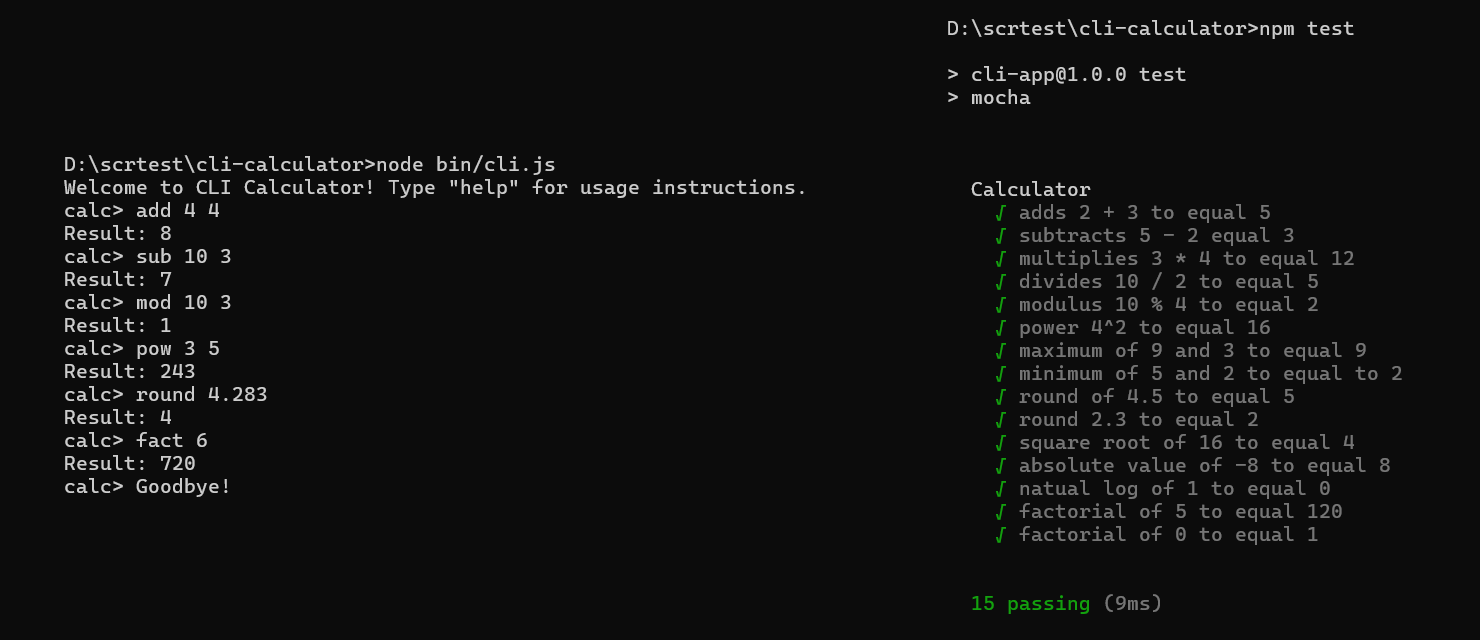 D:\scrtest\cli-calculator>node bin/cli.js
Welcome to CLI Calculator! Type "help" for usage instructions.
calc> add 4 4
Result: 8
calc> sub 10 3
Result: 7
calc> mod 10 3
Result: 1
calc> pow 3 5
Result: 243
calc> round 4.283
Result: 4
calc> fact 6
Result: 720
calc> Goodbye!
D:\scrtest\cli-calculator>npm test
> cli-app@1.0.0 test
> mocha
Calculator
√ adds 2 + 3 to equal 5
√ subtracts 5 - 2 equal 3
√ multiplies 3 * 4 to equal 12
√ divides 10 / 2 to equal 5
√ modulus 10 % 4 to equal 2
√ power 4^2 to equal 16
√ maximum of 9 and 3 to equal 9
√ minimum of 5 and 2 to equal to 2
√ round of 4.5 to equal 5
√ round 2.3 to equal 2
√ square root of 16 to equal 4
√ absolute value of -8 to equal 8
√ natual log of 1 to equal 0
√ factorial of 5 to equal 120
√ factorial of 0 to equal 1
15 passing (9ms)